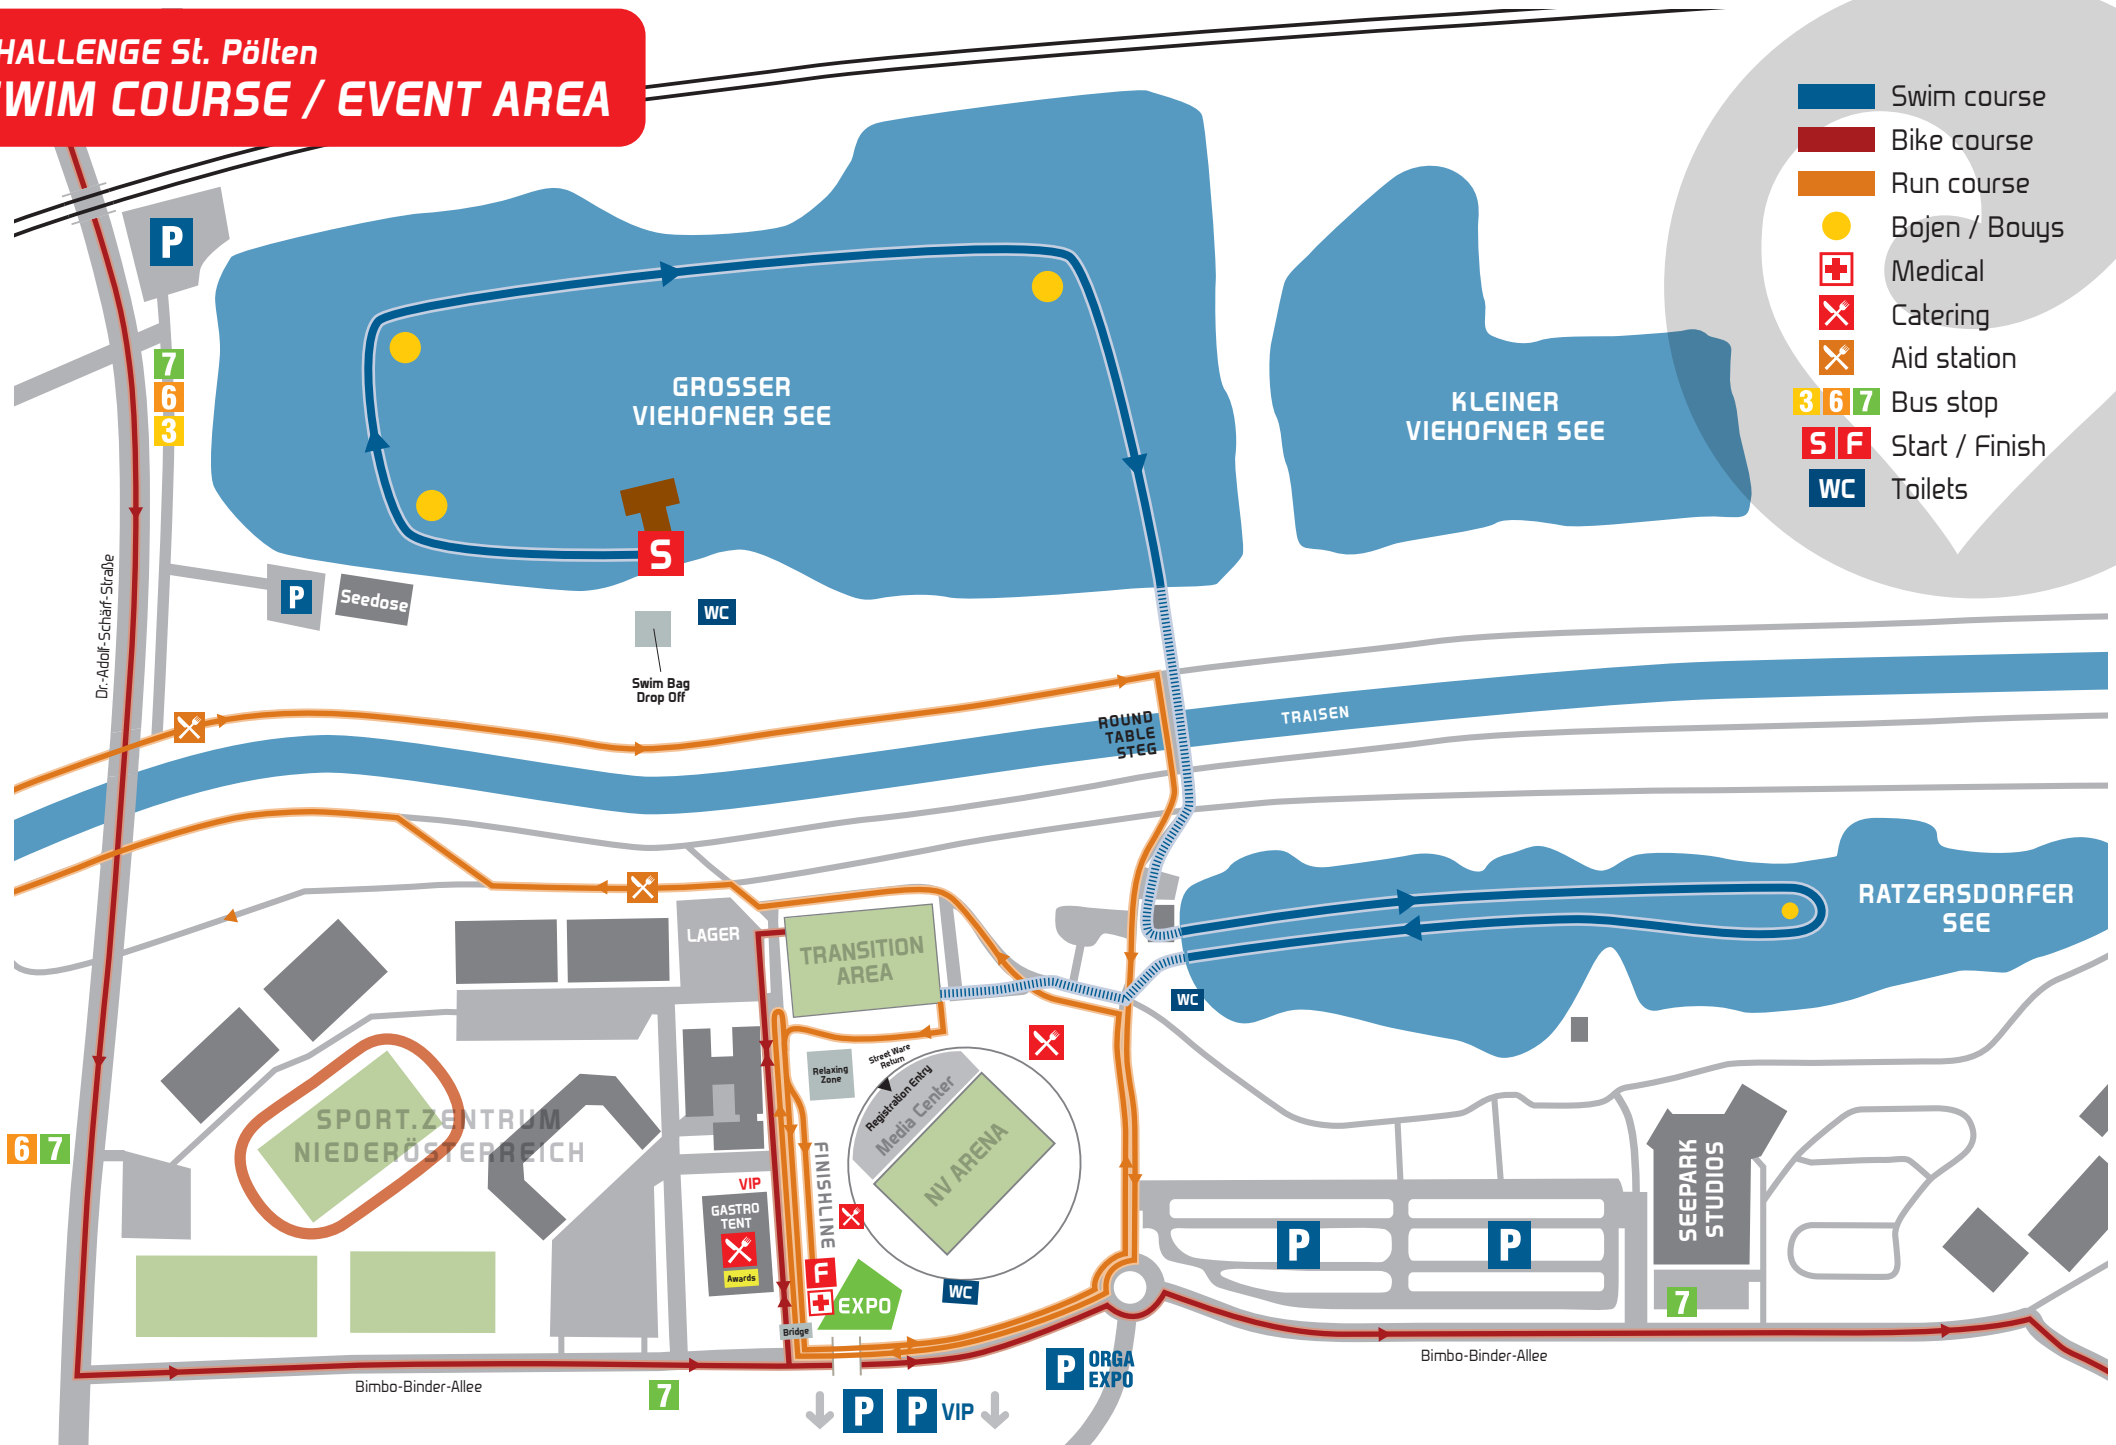 HALLENGE St. Pölten
WIM COURSE / EVENT AREA
Swim course
Bike course
Run course
Bojen / Bouys
Medical
Catering
Aid station
3 6 7 Bus stop
S F Start / Finish
WC Toilets
P
7
6
3
GROSSER
VIEHOFNER SEE
KLEINER
VIEHOFNER SEE
S
Dr.-Adolf-Schärf-Straße
P
Seedose
WC
Swim Bag
Drop Off
ROUND
TABLE
STEG
TRAISEN
RATZERSDORFER
SEE
LAGER
TRANSITION
AREA
WC
Relaxing
Zone
Street Ware
Return
Registration Entry
Media Center
NV ARENA
SPORT.ZENTRUM
NIEDERÖSTERREICH
6 7
FINISHLINE
VIP
GASTRO
TENT
Awards
F
EXPO
WC
Bridge
P
P
SEEPARK
STUDIOS
7
Bimbo-Binder-Allee
Bimbo-Binder-Allee
7
P ORGA
EXPO
P P VIP